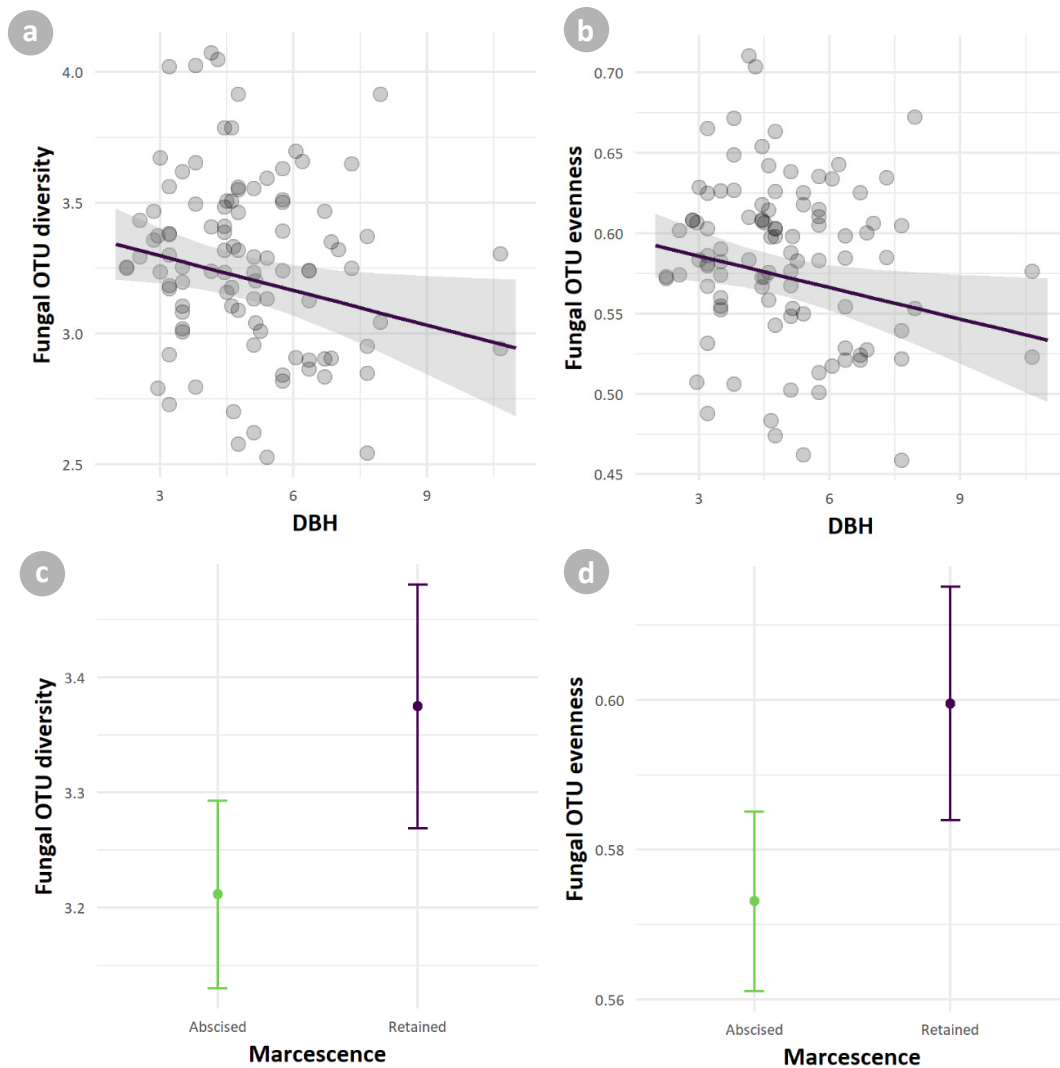 a
Fungal OTU diversity
4.0
3.5
3.0
2.5
3 6 9
DBH
b
Fungal OTU evenness
0.70
0.65
0.60
0.55
0.50
0.45
3 6 9
DBH
c
Fungal OTU diversity
3.4
3.3
3.2
Abscised Retained
Marcescence
d
Fungal OTU evenness
0.60
0.58
0.56
Abscised Retained
Marcescence